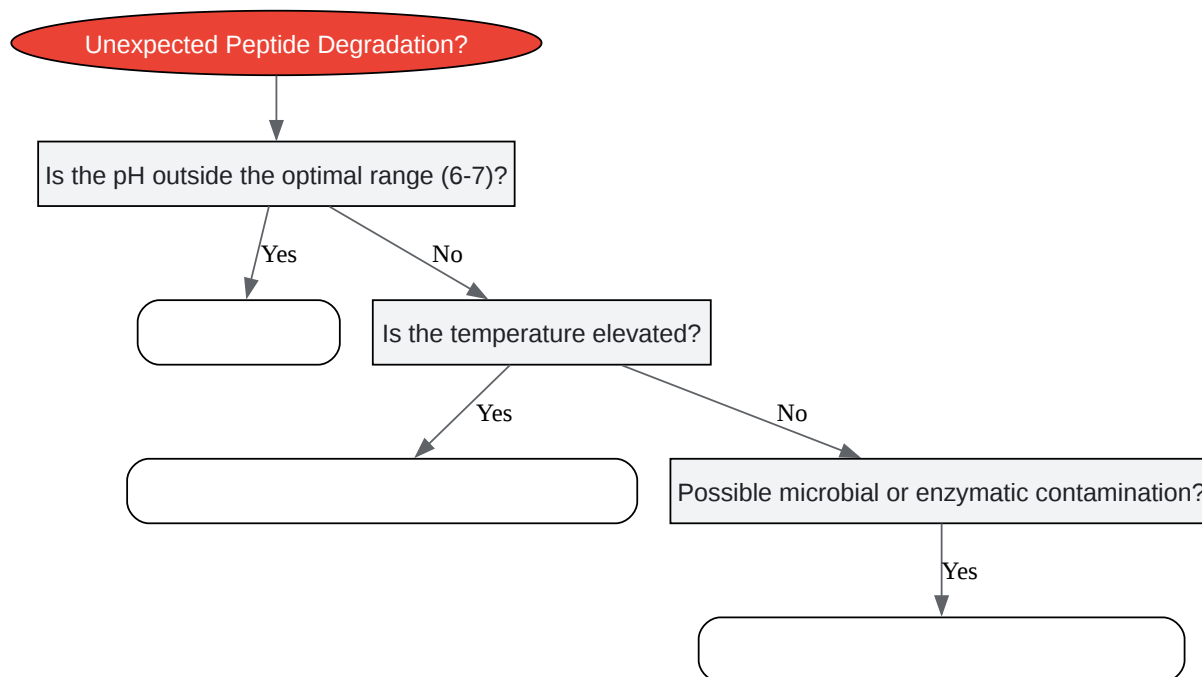 Unexpected Peptide Degradation?
Is the pH outside the optimal range (6-7)?
Yes
No
Is the temperature elevated?
Yes
No
Possible microbial or enzymatic contamination?
Yes